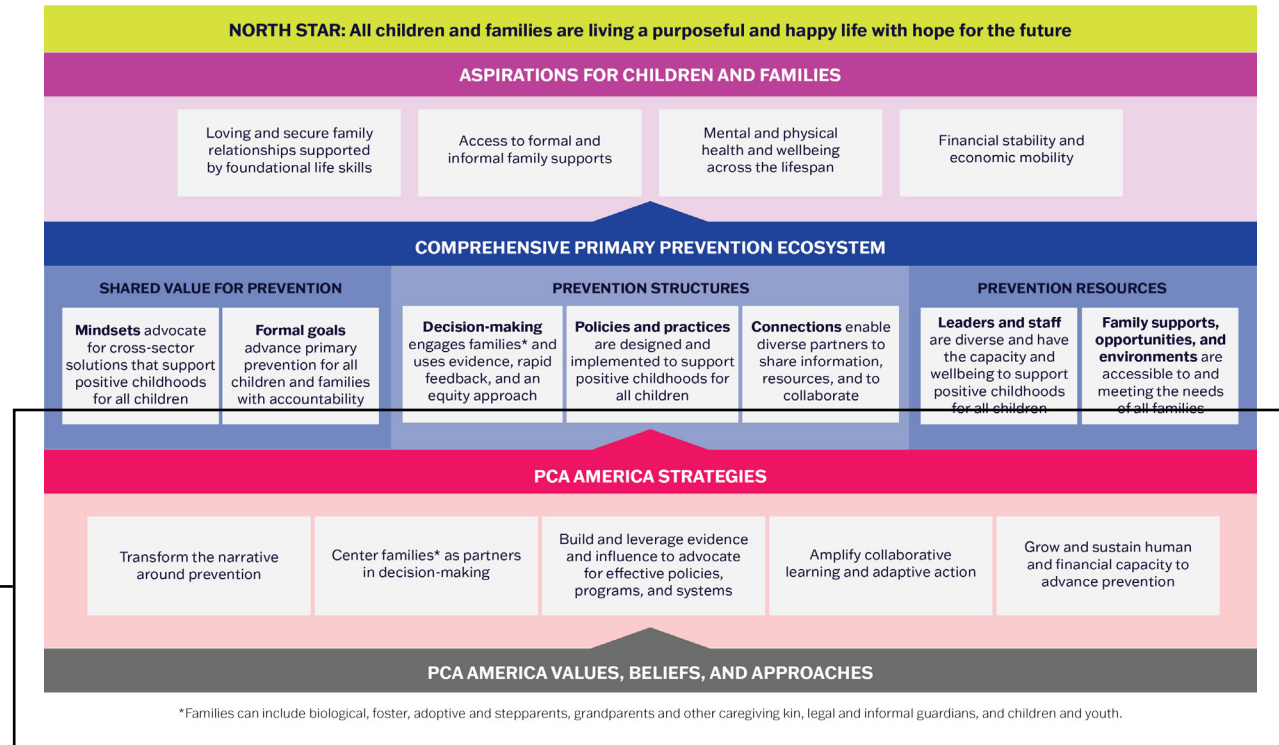 NORTH STAR: All children and families are living a purposeful and happy life with hope for the future
ASPIRATIONS FOR CHILDREN AND FAMILIES
Loving and secure family
relationships supported
by foundational life skills
Access to formal and
informal family supports
Mental and physical
health and wellbeing
across the lifespan
Financial stability and
economic mobility
COMPREHENSIVE PRIMARY PREVENTION ECOSYSTEM
SHARED VALUE FOR PREVENTION
Mindsets advocate
for cross-sector
solutions that support
positive childhoods
for all children
Formal goals
advance primary
prevention for all
children and families
with accountability
PREVENTION STRUCTURES
Decision-making
engages families* and
uses evidence, rapid
feedback, and an
equity approach
Policies and practices
are designed and
implemented to support
positive childhoods for
all children
Connections enable
diverse partners to
share information,
resources, and to
collaborate
PREVENTION RESOURCES
Leaders and staff
are diverse and have
the capacity and
wellbeing to support
positive childhoods
for all children
Family supports,
opportunities, and
environments are
accessible to and
meeting the needs
of all families
PCA AMERICA STRATEGIES
Transform the narrative
around prevention
Center families* as partners
in decision-making
Build and leverage evidence
and influence to advocate
for effective policies,
programs, and systems
Amplify collaborative
learning and adaptive action
Grow and sustain human
and financial capacity to
advance prevention
PCA AMERICA VALUES, BELIEFS, AND APPROACHES
*Families can include biological, foster, adoptive and stepparents, grandparents and other caregiving kin, legal and informal guardians, and children and youth.